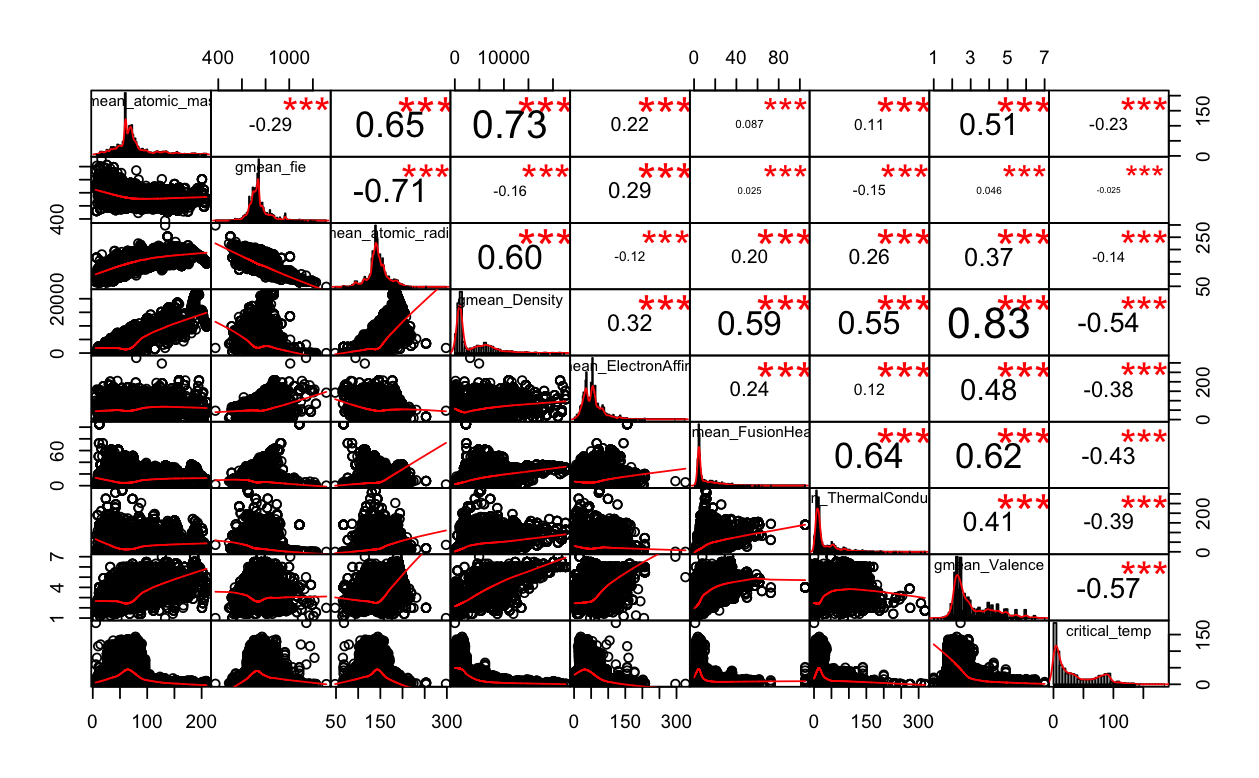 400 1000 0 10000 0 40 80 1 3 5 7
mean_atomic_mas *** -0.29 *** 0.65 *** 0.73 *** 0.22 *** 0.087 *** 0.11 *** 0.51 *** -0.23 0 150
400 gmean_fie *** -0.71 *** -0.16 *** 0.29 *** 0.025 *** -0.15 *** 0.046 *** -0.025
mean_atomic_radi *** 0.60 *** -0.12 *** 0.20 *** 0.26 *** 0.37 *** -0.14 50 250
0 20000 gmean_Density *** 0.32 *** 0.59 *** 0.55 *** 0.83 *** -0.54
mean_ElectronAffin *** 0.24 *** 0.12 *** 0.48 *** -0.38 0 200
0 60 mean_FusionHea *** 0.64 *** 0.62 *** -0.43
n_ThermalCondu *** 0.41 *** -0.39 0 200
1 4 7 gmean_Valence *** -0.57
critical_temp 0 150
0 100 200 50 150 300 0 150 300 0 150 300 0 100